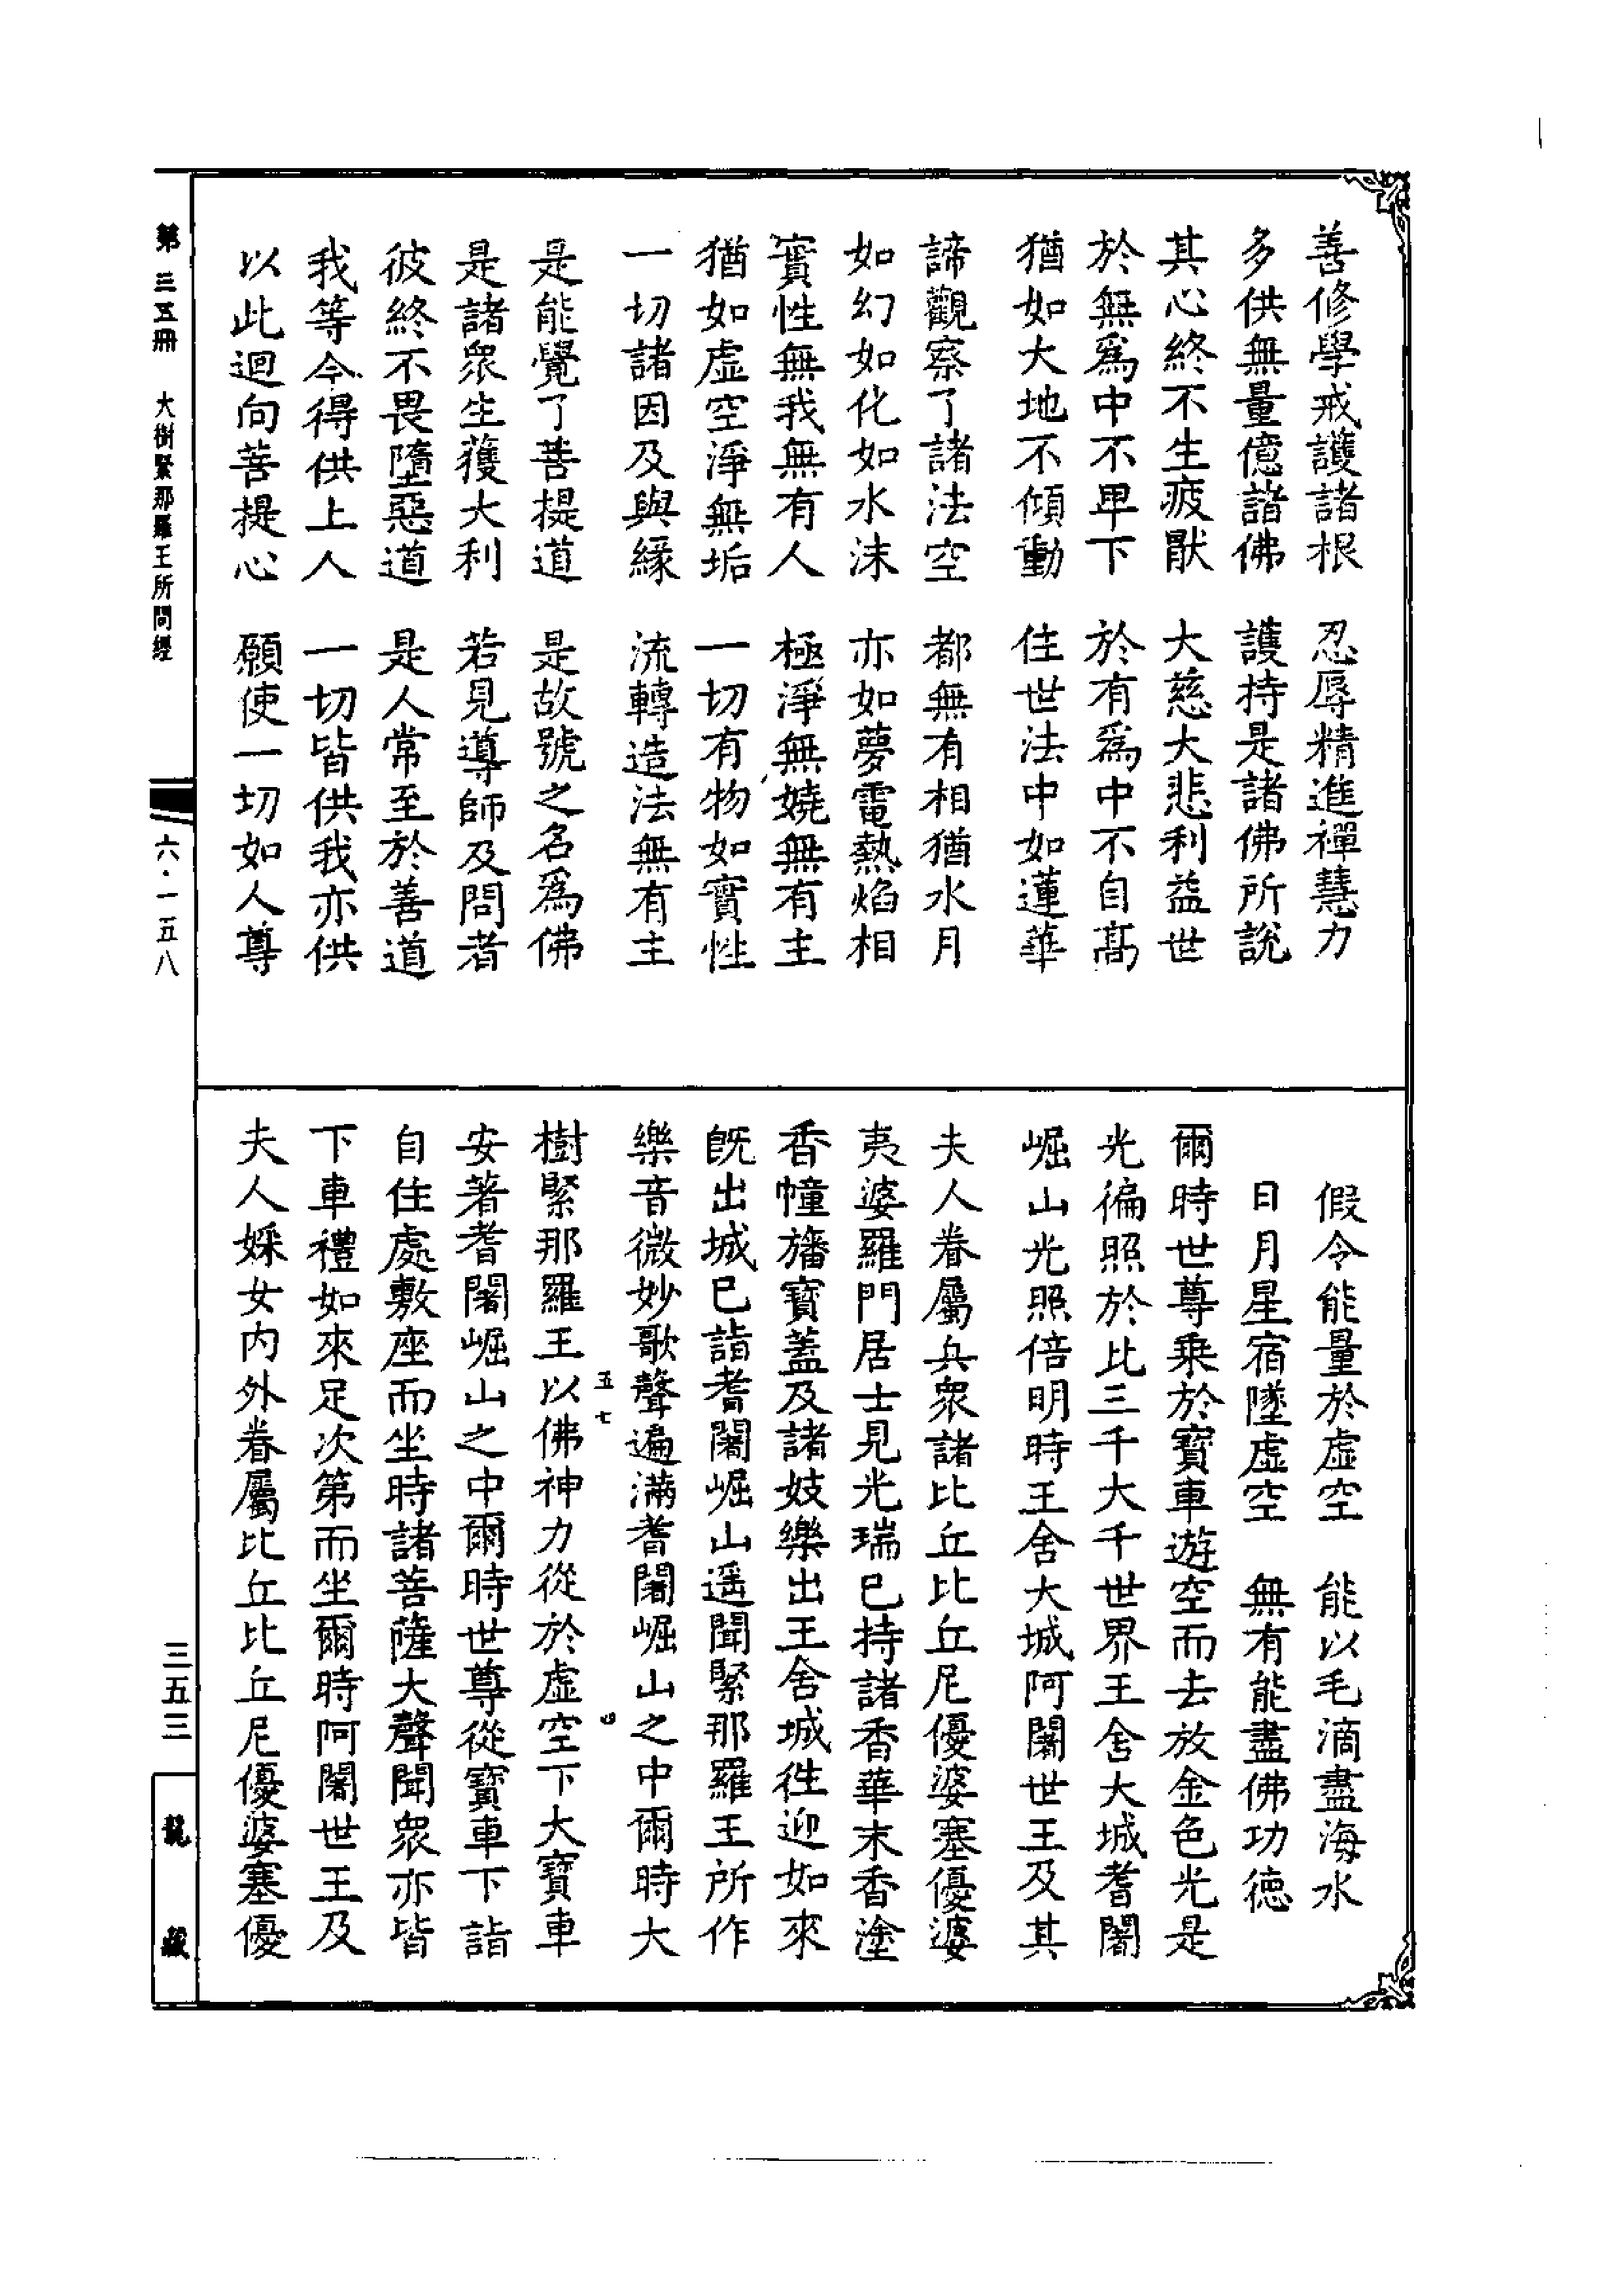 善修學戒護諸根　忍辱精進禪慧力
多供無量億諸佛　護持是諸佛所說
其心終不生疲厭　大慈大悲利益世
於無爲中不卑下　於有爲中不自高
猶如大地不傾動　住世法中如蓮華
諦觀察了諸法空　都無有相猶水月
如幻如化如水沫　亦如夢電熱焰相
實性無我無有人　極淨無嬈無有主
猶如虛空淨無垢　一切有物如實性
一切諸因及與緣　流轉造法無有主
是能覺了菩提道　是故號之名爲佛
是諸衆生獲大利　若見導師及問者
彼終不畏墮惡道　是人常至於善道
我等今得供上人　一切皆供我亦供
以此迴向菩提心　願使一切如人尊
假令能量於虛空　能以毛滴盡海水
日月星宿墜虛空　無有能盡佛功德
爾時世尊乘於寶車遊空而去放金色光是
光徧照於比三千大千世界王舍大城耆闍
崛山光照倍明時王舍大城阿闍世王及其
夫人眷屬兵衆諸比丘比丘尼優婆塞優婆
夷婆羅門居士見光瑞已持諸香華末香塗
香幢旛寶蓋及諸妓樂出王舍城徃迎如來
旣出城已詣耆闍崛山遥聞緊那羅王所作
樂音微妙歌聲遍滿耆闍崛山之中爾時大
五七　四
樹緊那羅王以佛神力從於虛空下大寶車
安著耆闍崛山之中爾時世尊從寶車下詣
自住處敷座而坐時諸菩薩大聲聞衆亦皆
下車禮如來足次第而坐爾時阿闍世王及
夫人婇女內外眷屬比丘比丘尼優婆塞優
第三五冊　大樹緊那羅王所問經
六·一五八
三五三
龍藏